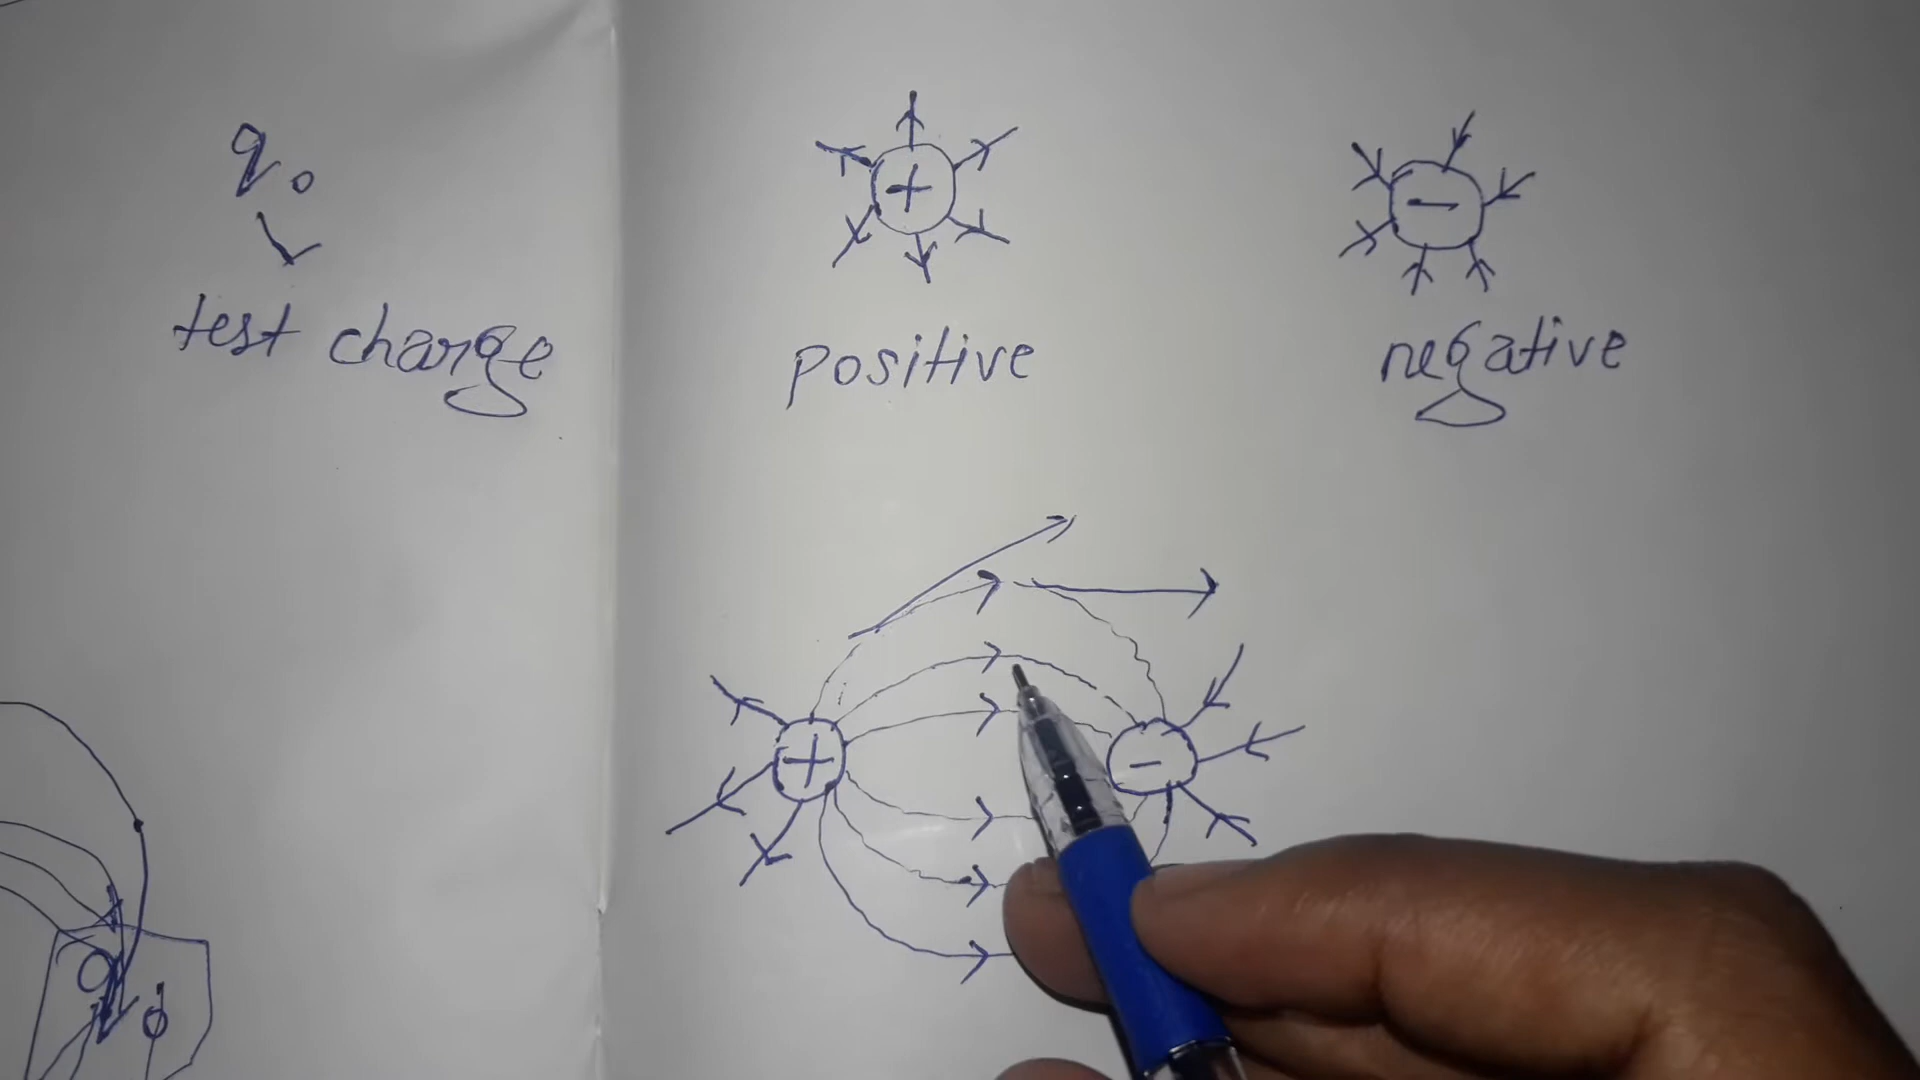 q₀
test charge
+
positive
-
negative
+
-